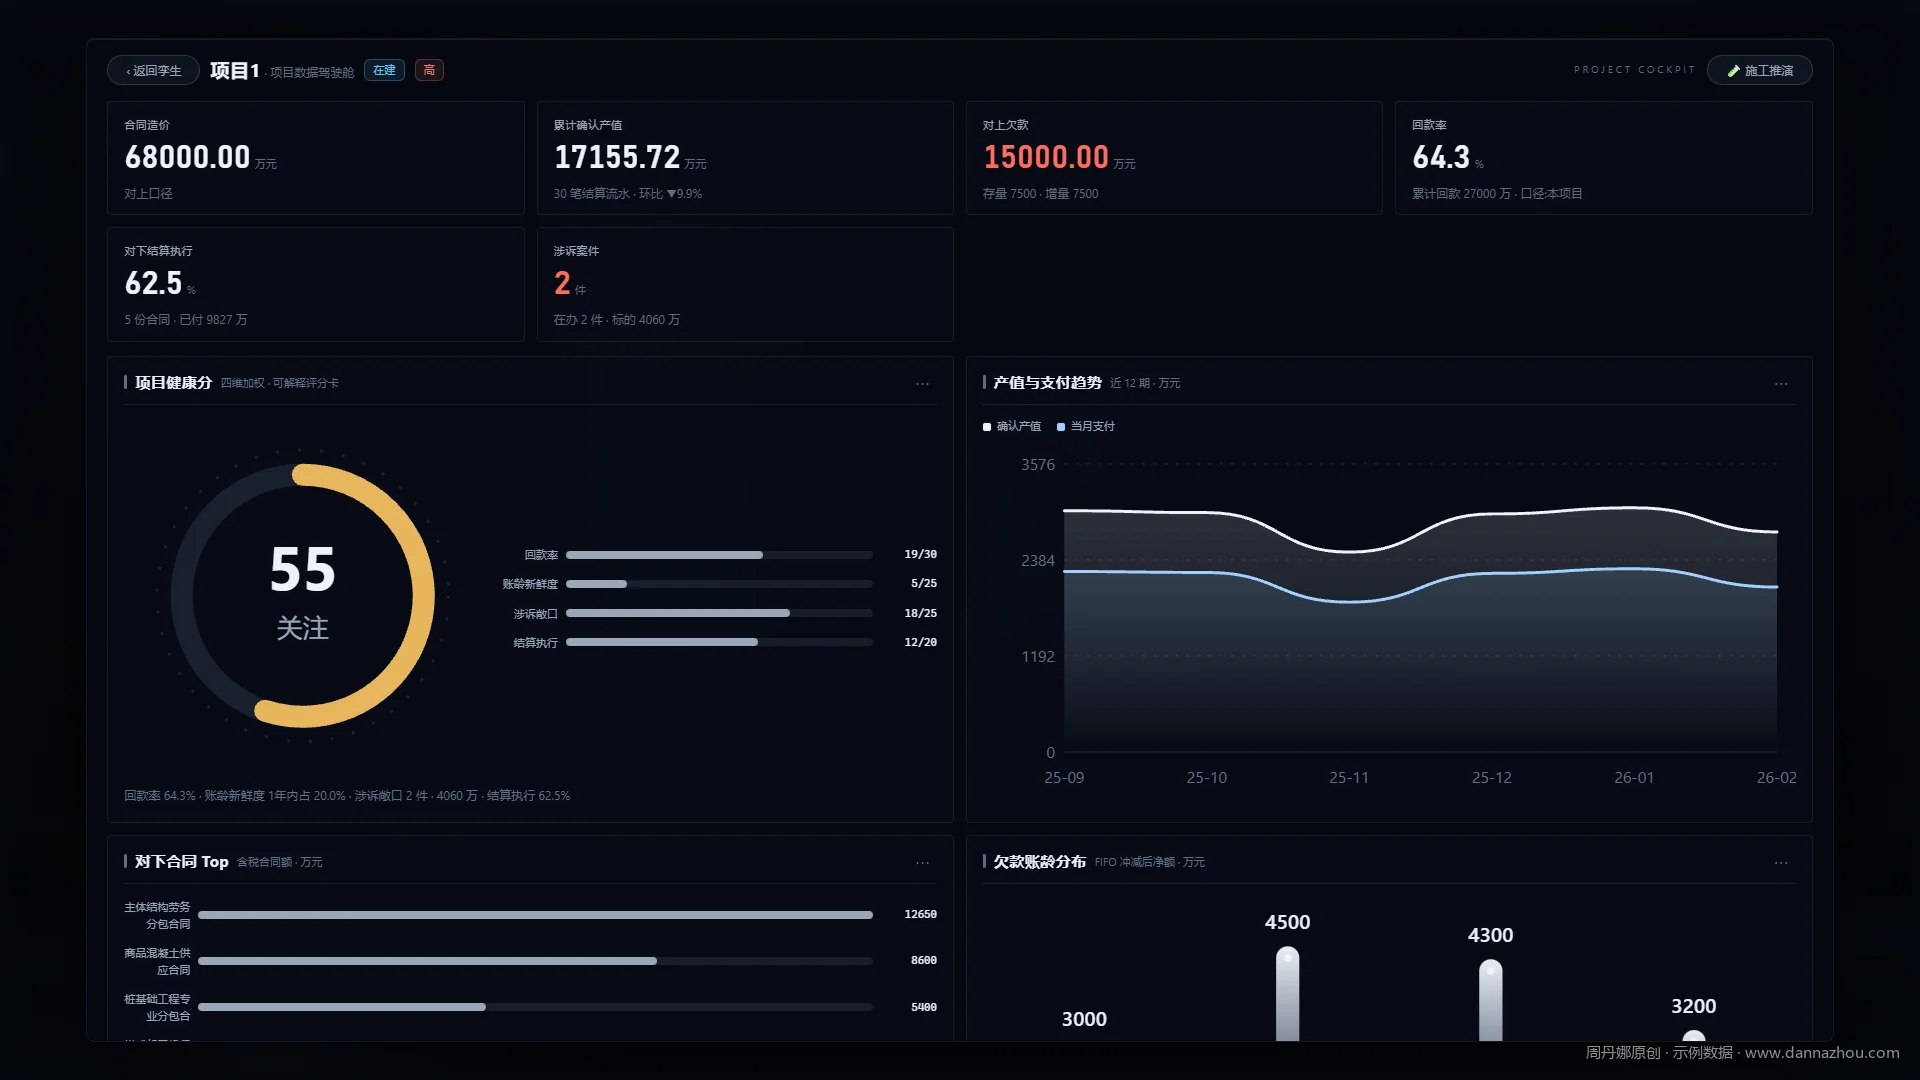 ‹ 返回孪生
项目1 · 项目数据驾驶舱 在建 高
PROJECT COCKPIT
施工推演
合同造价
68000.00 万元
对上口径
累计确认产值
17155.72 万元
30 笔结算流水 · 环比 ▼9.9%
对上欠款
15000.00 万元
存量 7500 · 增量 7500
回款率
64.3 %
累计回款 27000 万 · 口径:本项目
对下结算执行
62.5 %
5 份合同 · 已付 9827 万
涉诉案件
2 件
在办 2 件 · 标的 4060 万
项目健康分 四维加权 · 可解释评分卡 ···
55
关注
回款率 19/30
账龄新鲜度 5/25
涉诉敞口 18/25
结算执行 12/20
回款率 64.3% · 账龄新鲜度 1年内占 20.0% · 涉诉敞口 2 件 · 4060 万 · 结算执行 62.5%
产值与支付趋势 近 12 期 · 万元 ···
确认产值 当月支付
3576
2384
1192
0
25-09 25-10 25-11 25-12 26-01 26-02
对下合同 Top 含税合同额 · 万元 ···
主体结构劳务
分包合同
12650
商品混凝土供
应合同
8600
桩基础工程专
业分包合
5400
欠款账龄分布 FIFO 冲减后净额 · 万元 ···
3000
4500
4300
3200
周丹娜原创 · 示例数据 · www.dannazhou.com